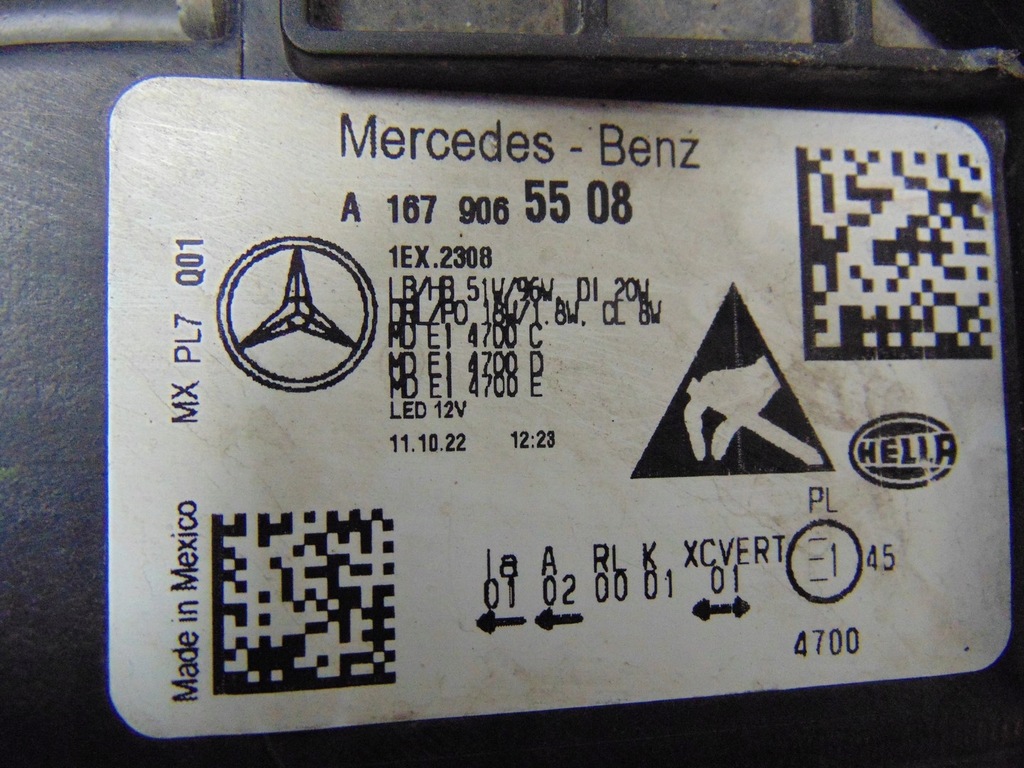 Mercedes - Benz
A 167 906 55 08
1EX.2308
LB/HB 51W/96W, DI 20W
DRL/PO 18W/1.8W, CL 8W
MD E1 4700 C
MD E1 4700 D
MD E1 4700 E
LED 12V
11.10.22 12:23
MX PL7 Q01
Made in Mexico
HELLA
PL
Ia A RL K XCVERT
E1 45
01 02 00 01 01
4700